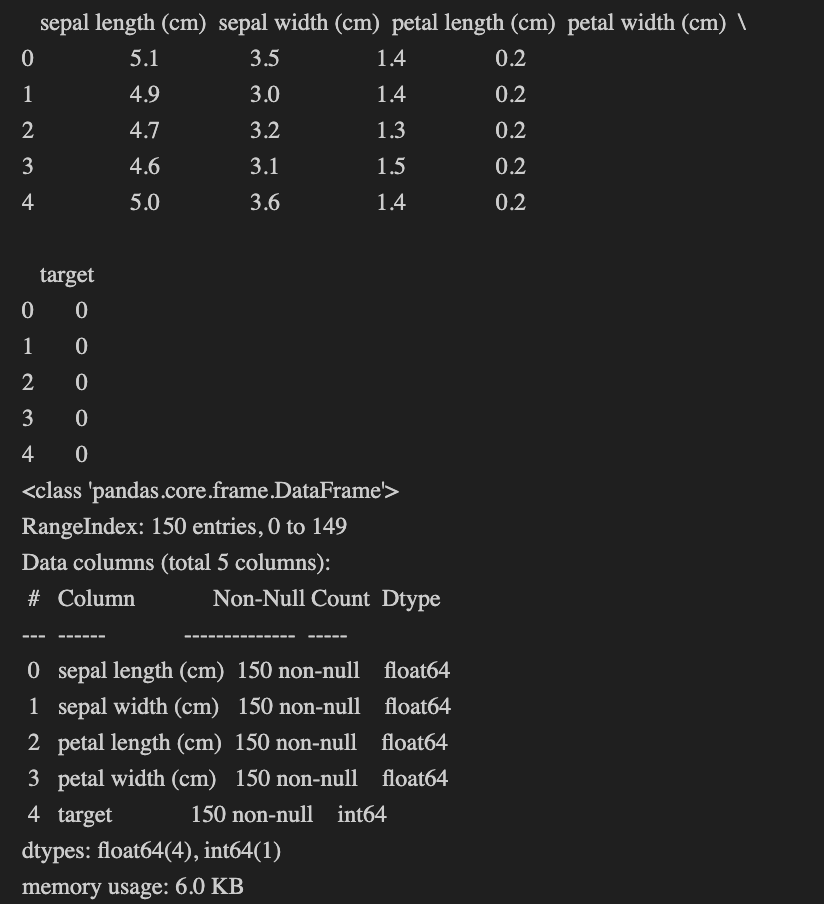 sepal length (cm)  sepal width (cm)  petal length (cm)  petal width (cm)  \
0                5.1               3.5                1.4               0.2
1                4.9               3.0                1.4               0.2
2                4.7               3.2                1.3               0.2
3                4.6               3.1                1.5               0.2
4                5.0               3.6                1.4               0.2
target
0       0
1       0
2       0
3       0
4       0
<class 'pandas.core.frame.DataFrame'>
RangeIndex: 150 entries, 0 to 149
Data columns (total 5 columns):
#   Column             Non-Null Count  Dtype
---  ------             --------------  -----
0   sepal length (cm)  150 non-null    float64
1   sepal width (cm)   150 non-null    float64
2   petal length (cm)  150 non-null    float64
3   petal width (cm)   150 non-null    float64
4   target             150 non-null    int64
dtypes: float64(4), int64(1)
memory usage: 6.0 KB